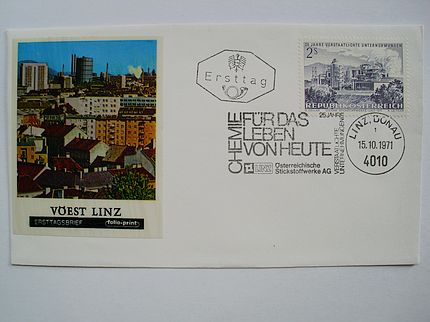 VÖEST LINZ
ERSTTAGSBRIEF
folio-print
Ersttag
25 JAHRE VERSTAATLICHTE UNTERNEHMUNGEN
2S
REPUBLIK ÖSTERREICH
CHEMIE
FÜR DAS
LEBEN
VON HEUTE
LINZ
Österreichische
Stickstoffwerke AG
25 JAHRE
VERSTAATLICHTE
UNTERNEHMUNGEN
LINZ, DONAU
1
15.10.1971
4010